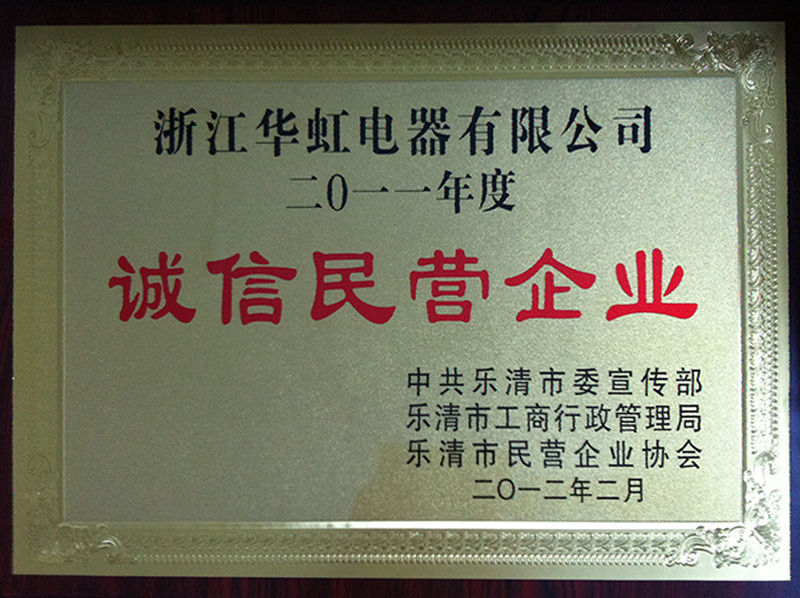 浙江华虹电器有限公司
二〇一一年度
诚信民营企业
中共乐清市委宣传部
乐清市工商行政管理局
乐清市民营企业协会
二〇一二年二月